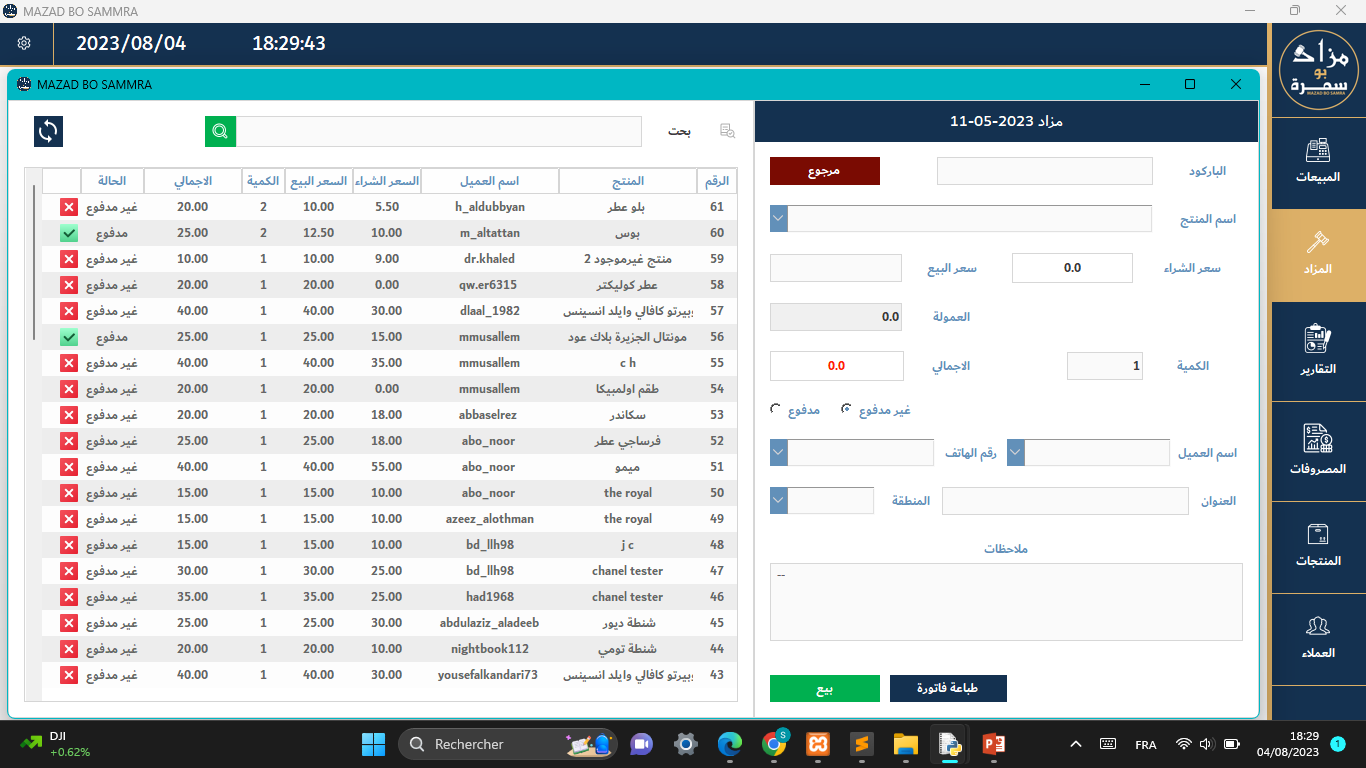 MAZAD BO SAMMRA
2023/08/04 18:29:43
مزاد
بو
سمرة
MAZAD BO SAMRA
المبيعات
المزاد
التقارير
المصروفات
المنتجات
العملاء
MAZAD BO SAMMRA
مزاد 2023-05-11
الباركود
مرجوع
اسم المنتج
سعر الشراء 0.0 سعر البيع
العمولة 0.0
الكمية 1 الاجمالي 0.0
غير مدفوع مدفوع
اسم العميل رقم الهاتف
العنوان المنطقة
ملاحظات
--
طباعة فاتورة بيع
بحت
الرقم المنتج اسم العميل السعر الشراء السعر البيع الكمية الاجمالي الحالة
61 بلو عطر h_aldubbyan 5.50 10.00 2 20.00 غير مدفوع
60 بوس m_altattan 10.00 12.50 2 25.00 مدفوع
59 منتج غيرموجود 2 dr.khaled 9.00 10.00 1 10.00 غير مدفوع
58 عطر كوليكتر qw.er6315 0.00 20.00 1 20.00 غير مدفوع
57 وبيرتو كافالي وايلد انسينس dlaal_1982 30.00 40.00 1 40.00 غير مدفوع
56 مونتال الجزيرة بلاك عود mmusallem 15.00 25.00 1 25.00 مدفوع
55 c h mmusallem 35.00 40.00 1 40.00 غير مدفوع
54 طقم اولمبيكا mmusallem 0.00 20.00 1 20.00 غير مدفوع
53 سكاندر abbaselrez 18.00 20.00 1 20.00 غير مدفوع
52 فرساجي عطر abo_noor 18.00 25.00 1 25.00 غير مدفوع
51 ميمو abo_noor 55.00 40.00 1 40.00 غير مدفوع
50 the royal abo_noor 10.00 15.00 1 15.00 غير مدفوع
49 the royal azeez_alothman 10.00 15.00 1 15.00 غير مدفوع
48 j c bd_llh98 10.00 15.00 1 15.00 غير مدفوع
47 chanel tester bd_llh98 25.00 30.00 1 30.00 غير مدفوع
46 chanel tester had1968 25.00 35.00 1 35.00 غير مدفوع
45 شنطة ديور abdulaziz_aladeeb 30.00 25.00 1 25.00 غير مدفوع
44 شنطة تومي nightbook112 10.00 20.00 1 20.00 غير مدفوع
43 وبيرتو كافالي وايلد انسينس yousefalkandari73 30.00 40.00 1 40.00 غير مدفوع
DJI
+0.62%
Rechercher
S
FRA
18:29
04/08/2023
1